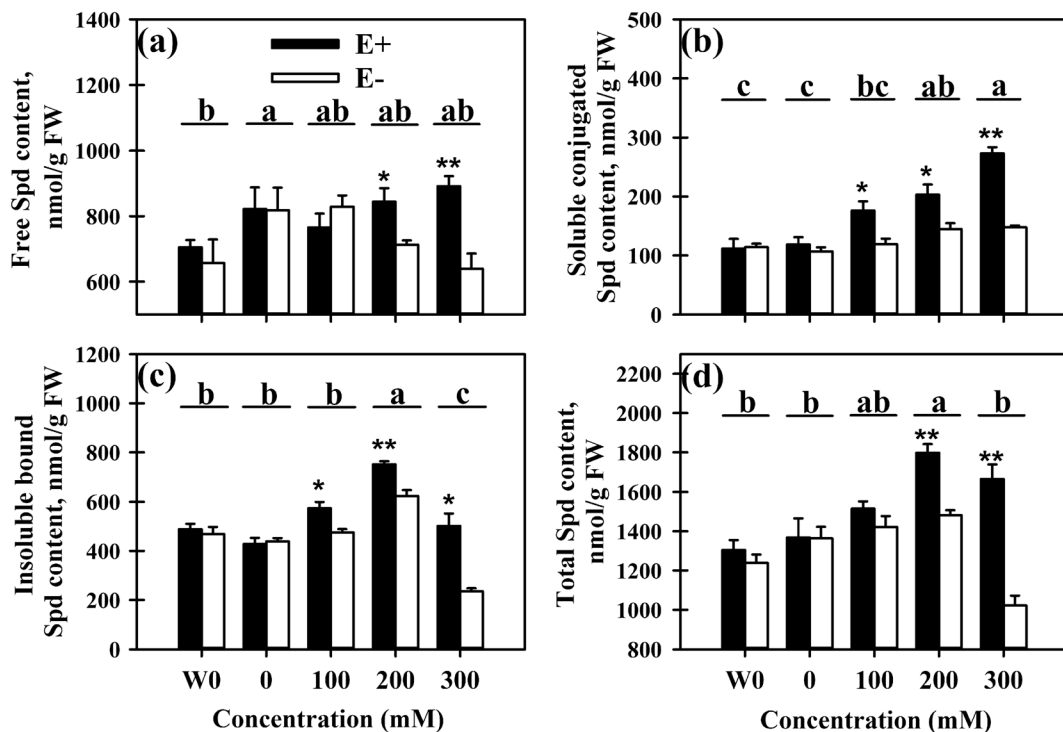 (a)
E+
E-
1400
1200
1000
800
600
Free Spd content,
nmol/g FW
b a ab ab ab
* **
(b)
500
400
300
200
100
0
Soluble conjugated
Spd content, nmol/g FW
c c bc ab a
* * **
(c)
1200
1000
800
600
400
200
0
Insoluble bound
Spd content, nmol/g FW
b b b a c
* ** *
W0 0 100 200 300
Concentration (mM)
(d)
2200
2000
1800
1600
1400
1200
1000
800
Total Spd content,
nmol/g FW
b b ab a b
** **
W0 0 100 200 300
Concentration (mM)